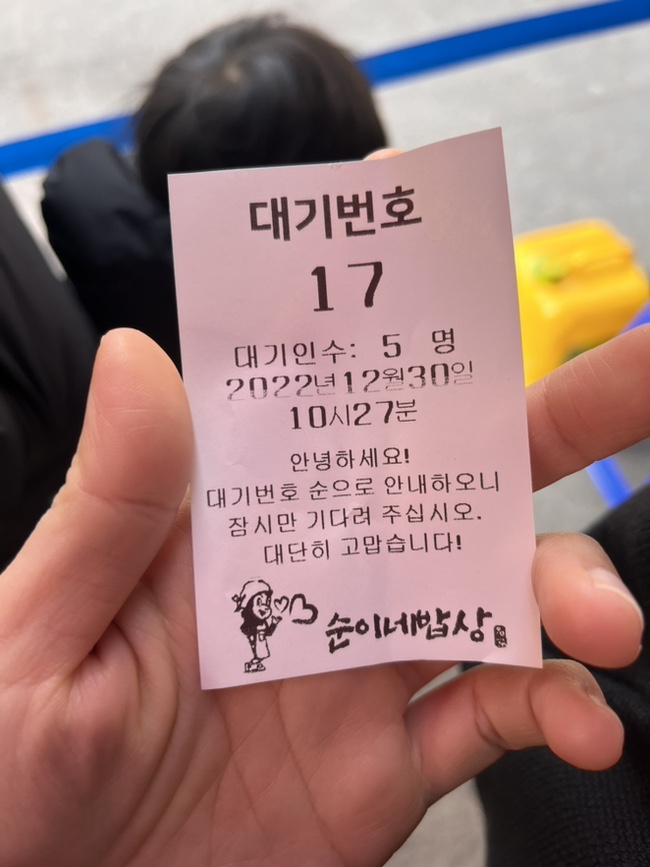 대기번호
17
대기인수: 5 명
2022년12월30일
10시27분
안녕하세요!
대기번호 순으로 안내하오니
잠시만 기다려 주십시오.
대단히 고맙습니다!
순이네밥상